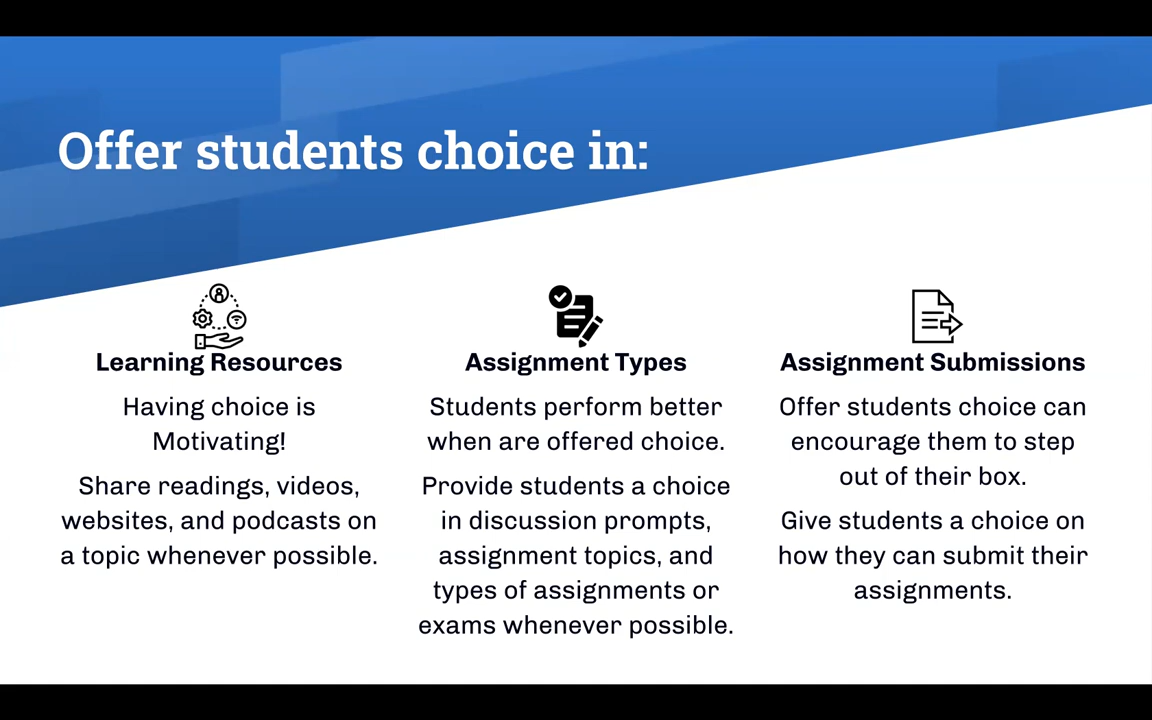 Offer students choice in:
Learning Resources
Having choice is
Motivating!
Share readings, videos,
websites, and podcasts on
a topic whenever possible.
Assignment Types
Students perform better
when are offered choice.
Provide students a choice
in discussion prompts,
assignment topics, and
types of assignments or
exams whenever possible.
Assignment Submissions
Offer students choice can
encourage them to step
out of their box.
Give students a choice on
how they can submit their
assignments.